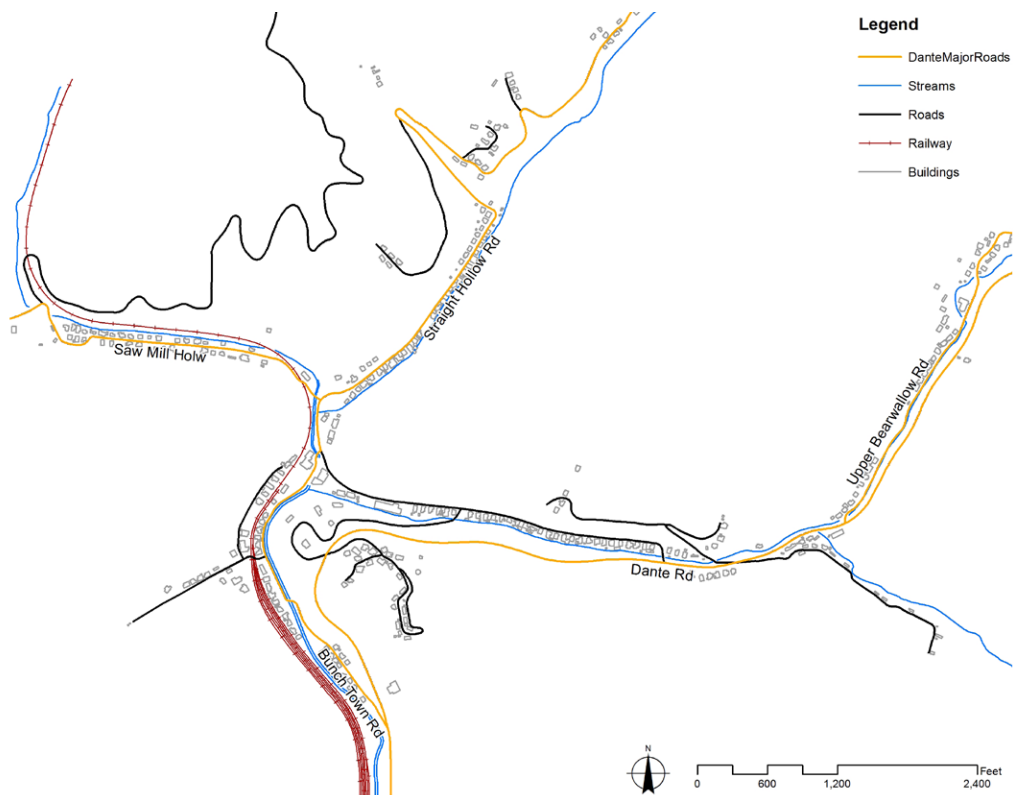 Legend
DanteMajorRoads
Streams
Roads
Railway
Buildings
Straight Hollow Rd
Saw Mill Holw
Upper Bearwallow Rd
Dante Rd
Bunch Town Rd
N
Feet
0 600 1,200 2,400